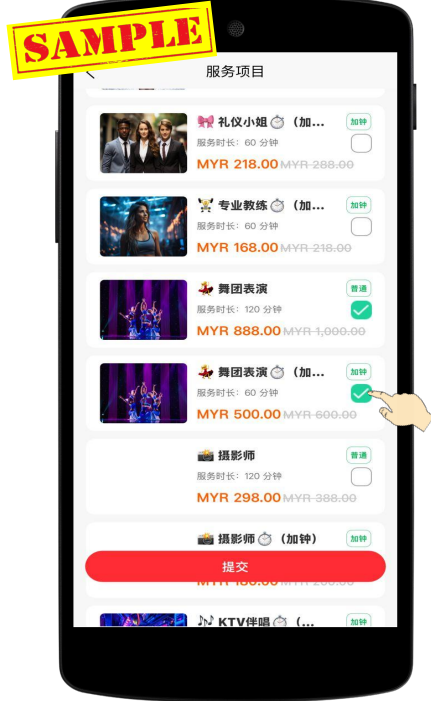 SAMPLE
服务项目
礼仪小姐 （加...
加钟
服务时长：60 分钟
MYR 218.00 MYR 288.00
专业教练 （加...
加钟
服务时长：60 分钟
MYR 168.00 MYR 218.00
舞团表演
普通
服务时长：120 分钟
MYR 888.00 MYR 1,000.00
舞团表演 （加...
加钟
服务时长：60 分钟
MYR 500.00 MYR 600.00
摄影师
普通
服务时长：120 分钟
MYR 298.00 MYR 388.00
摄影师 （加钟）
加钟
提交
KTV伴唱 （...
加钟